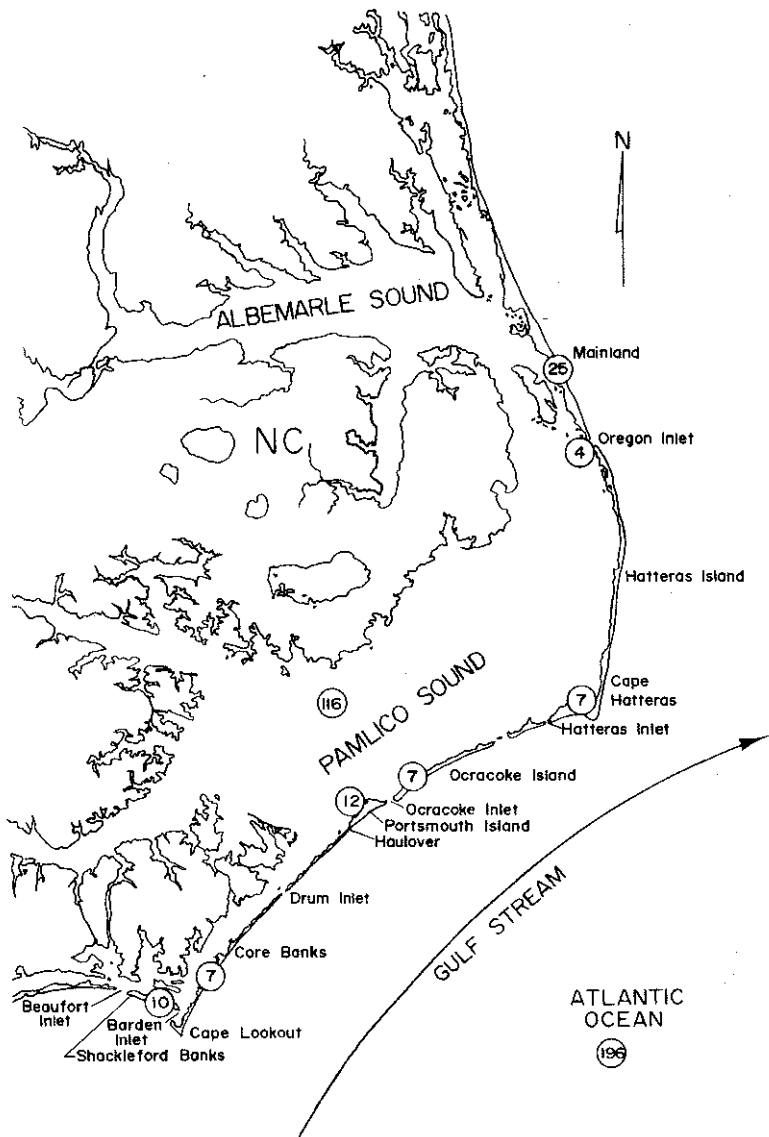 N
ALBEMARLE SOUND
Mainland
25
NC
Oregon Inlet
4
Hatteras Island
PAMLICO SOUND
116
Cape
Hatteras
7
Hatteras Inlet
7
Ocracoke Island
12
Ocracoke Inlet
Portsmouth Island
Haulover
Drum Inlet
GULF STREAM
Core Banks
7
10
Beaufort
Inlet
Barden
Inlet
Cape Lookout
Shackleford Banks
ATLANTIC
OCEAN
196